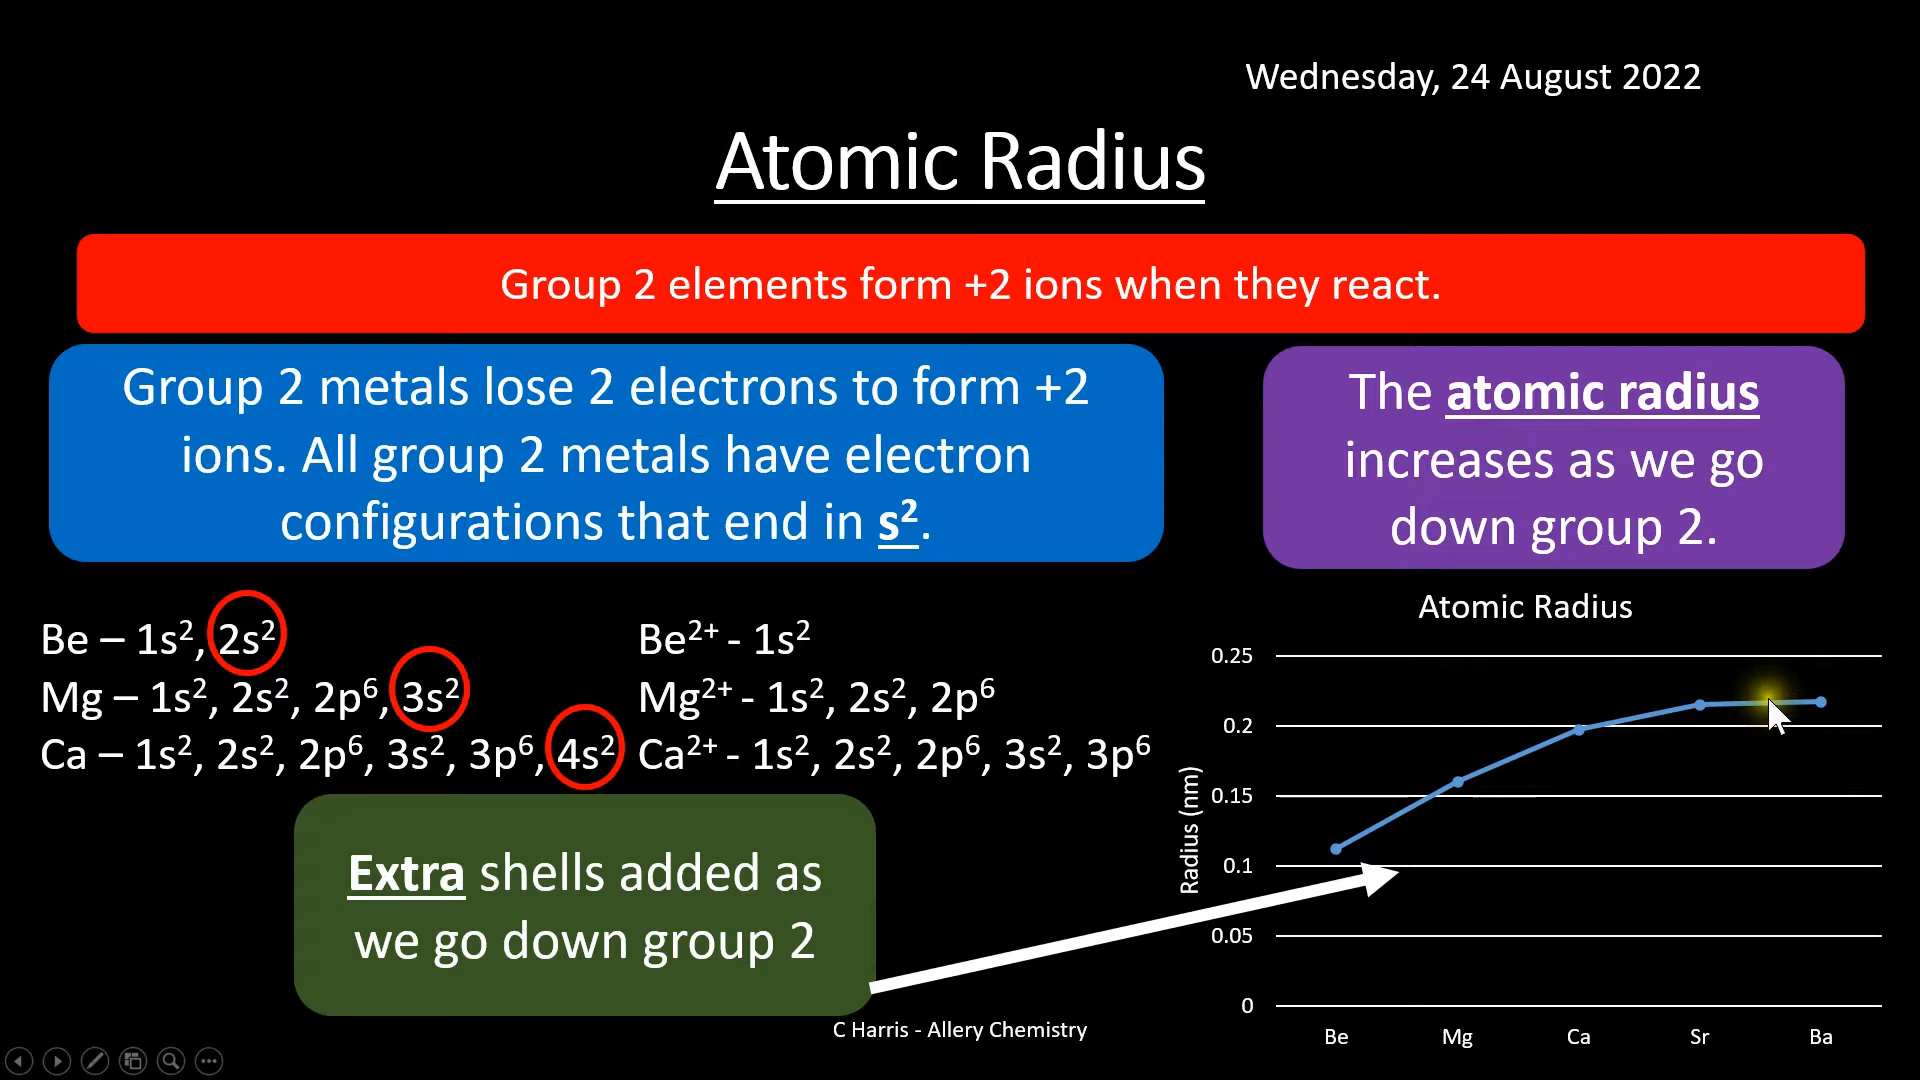 Wednesday, 24 August 2022
Atomic Radius
Group 2 elements form +2 ions when they react.
Group 2 metals lose 2 electrons to form +2
ions. All group 2 metals have electron
configurations that end in s².
The atomic radius
increases as we go
down group 2.
Be – 1s², 2s²
Mg – 1s², 2s², 2p⁶, 3s²
Ca – 1s², 2s², 2p⁶, 3s², 3p⁶, 4s²
Be²⁺ - 1s²
Mg²⁺ - 1s², 2s², 2p⁶
Ca²⁺ - 1s², 2s², 2p⁶, 3s², 3p⁶
Extra shells added as
we go down group 2
Atomic Radius
Radius (nm)
0.25
0.2
0.15
0.1
0.05
0
Be Mg Ca Sr Ba
C Harris - Allery Chemistry